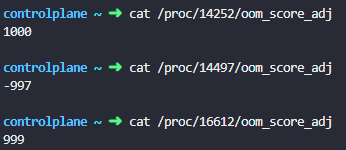 controlplane ~ ➜ cat /proc/14252/oom_score_adj
1000
controlplane ~ ➜ cat /proc/14497/oom_score_adj
-997
controlplane ~ ➜ cat /proc/16612/oom_score_adj
999